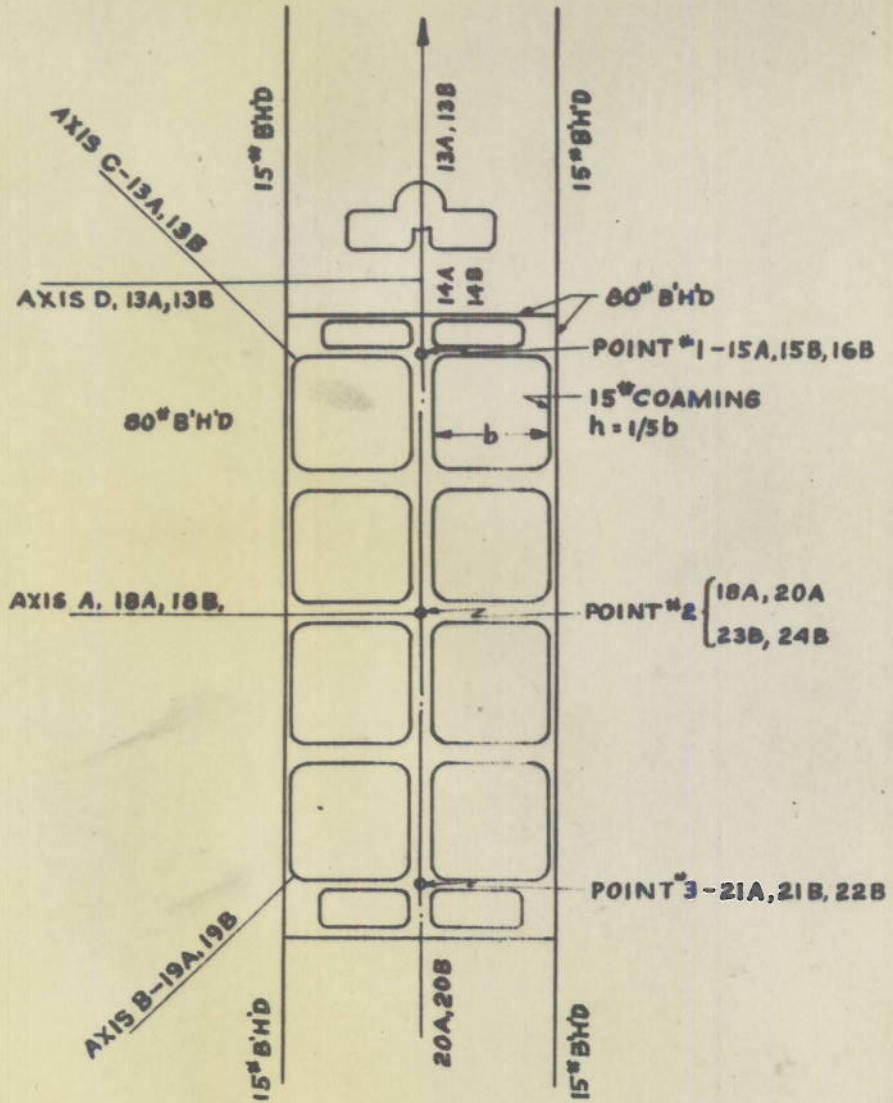 15# B'H'D
13A, 13B
15# B'H'D
AXIS C-13A, 13B
AXIS D, 13A, 13B
14A
14B
80# B'H'D
POINT #1-15A, 15B, 16B
80# B'H'D
b
15# COAMING
h = 1/5 b
AXIS A. 18A, 18B,
POINT #2 { 18A, 20A
23B, 24B
POINT #3-21A, 21B, 22B
AXIS B-19A, 19B
20A, 20B
15# B'H'D
15# B'H'D